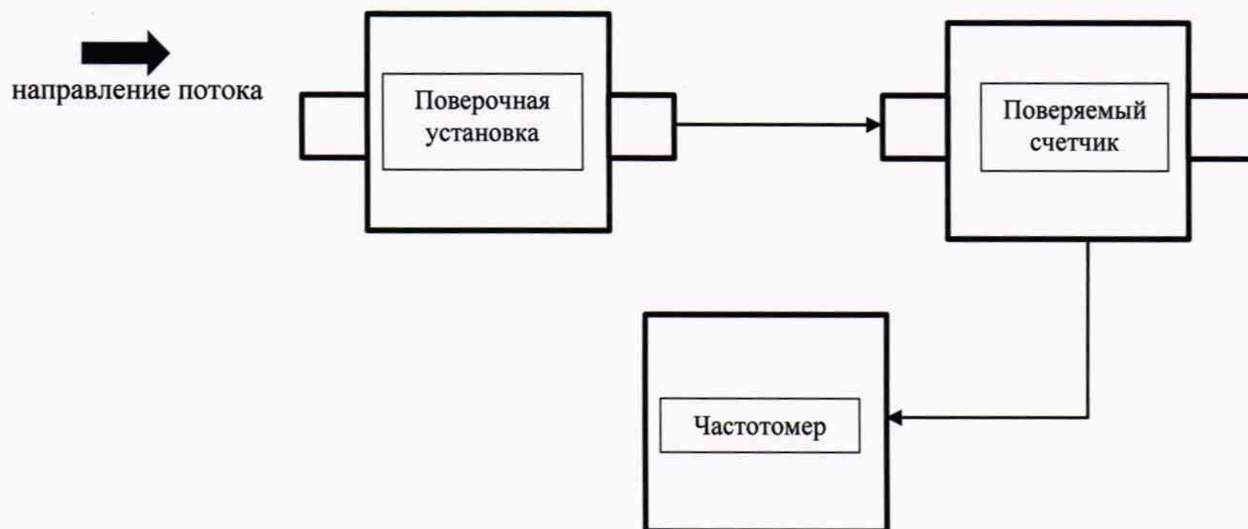 направление потока
Поверочная
установка
Поверяемый
счетчик
Частотомер